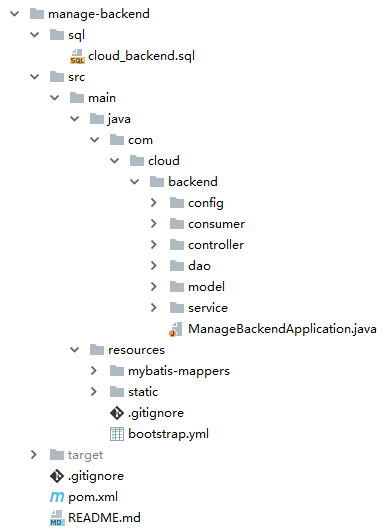 manage-backend
sql
cloud_backend.sql
src
main
java
com
cloud
backend
config
consumer
controller
dao
model
service
ManageBackendApplication.java
resources
mybatis-mappers
static
.gitignore
bootstrap.yml
target
.gitignore
pom.xml
README.md